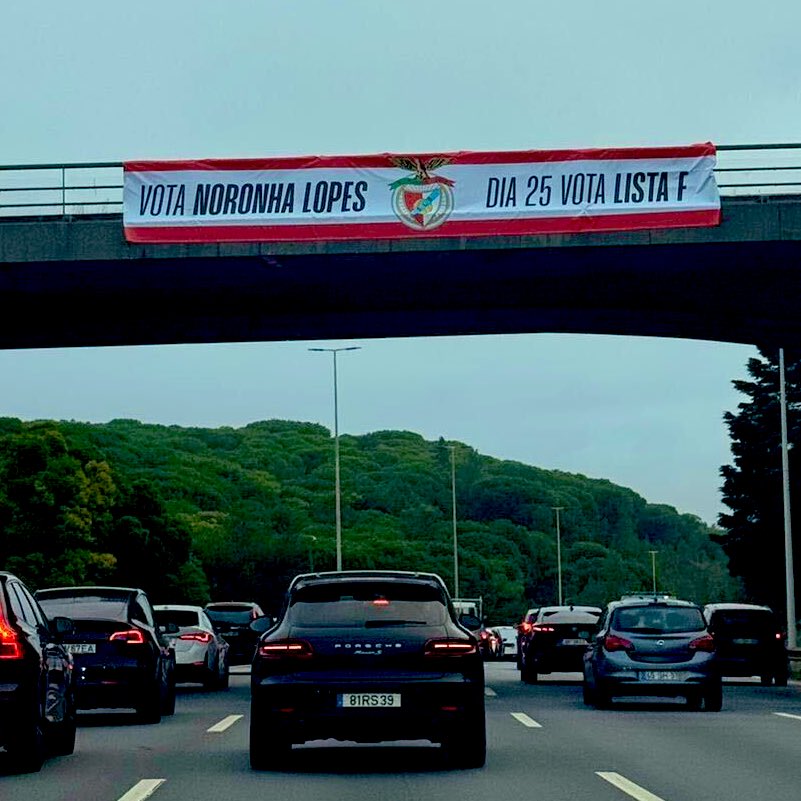 VOTA NORONHA LOPES
DIA 25 VOTA LISTA F
PORSCHE
81RS39